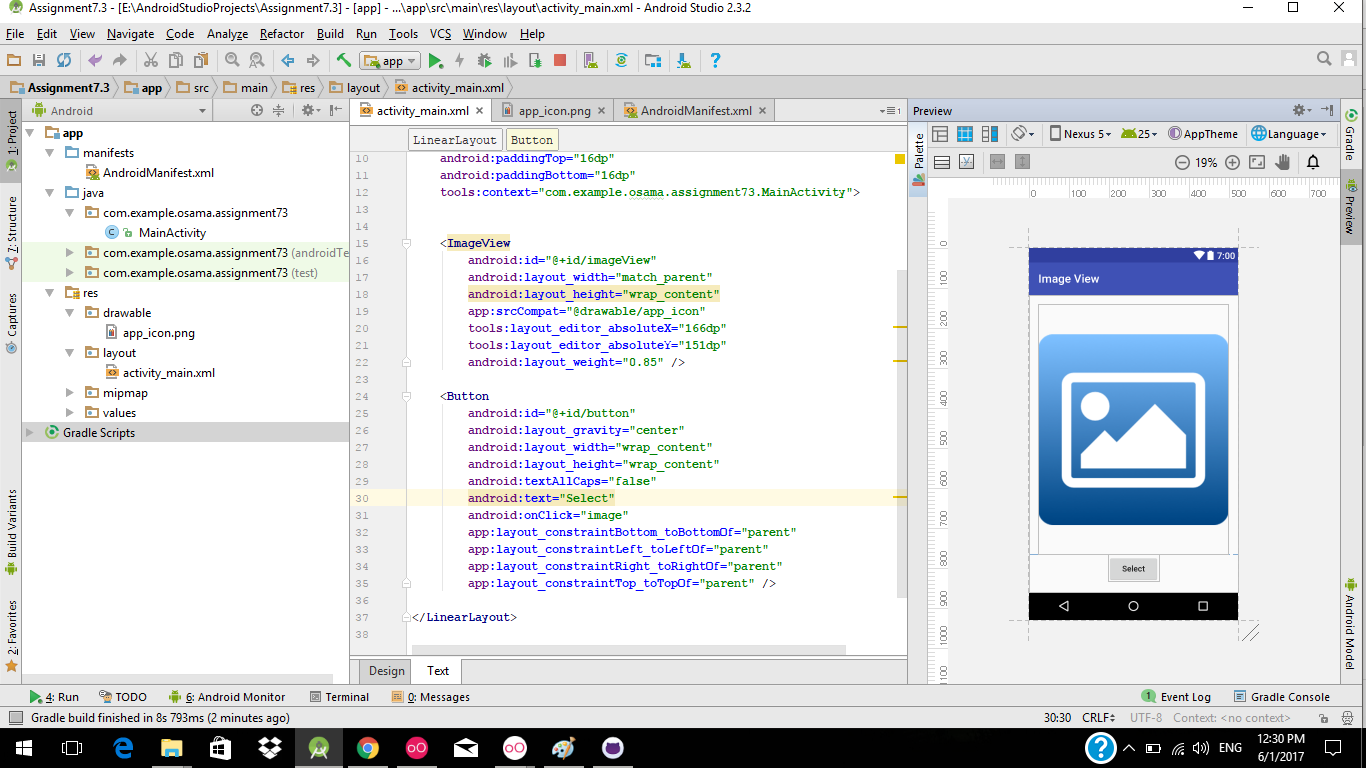 Assignment7.3 - [E:\AndroidStudioProjects\Assignment7.3] - [app] - ...\app\src\main\res\layout\activity_main.xml - Android Studio 2.3.2
File Edit View Navigate Code Analyze Refactor Build Run Tools VCS Window Help
app
Assignment7.3 app src main res layout activity_main.xml
Android
activity_main.xml app_icon.png AndroidManifest.xml
1
Preview
1: Project
7: Structure
Captures
Build Variants
2: Favorites
app
manifests
AndroidManifest.xml
java
com.example.osama.assignment73
MainActivity
com.example.osama.assignment73 (androidTe
com.example.osama.assignment73 (test)
res
drawable
app_icon.png
layout
activity_main.xml
mipmap
values
Gradle Scripts
LinearLayout Button
10 android:paddingTop="16dp"
11 android:paddingBottom="16dp"
12 tools:context="com.example.osama.assignment73.MainActivity">
13
14
15 <ImageView
16 android:id="@+id/imageView"
17 android:layout_width="match_parent"
18 android:layout_height="wrap_content"
19 app:srcCompat="@drawable/app_icon"
20 tools:layout_editor_absoluteX="166dp"
21 tools:layout_editor_absoluteY="151dp"
22 android:layout_weight="0.85" />
23
24 <Button
25 android:id="@+id/button"
26 android:layout_gravity="center"
27 android:layout_width="wrap_content"
28 android:layout_height="wrap_content"
29 android:textAllCaps="false"
30 android:text="Select"
31 android:onClick="image"
32 app:layout_constraintBottom_toBottomOf="parent"
33 app:layout_constraintLeft_toLeftOf="parent"
34 app:layout_constraintRight_toRightOf="parent"
35 app:layout_constraintTop_toTopOf="parent" />
36
37 </LinearLayout>
38
Design Text
Palette
Nexus 5 25 AppTheme Language
19%
0 100 200 300 400 500 600 700
0
100
200
300
400
500
600
700
800
900
1000
1100
7:00
Image View
Select
Gradle
Preview
Android Model
4: Run TODO 6: Android Monitor Terminal 0: Messages
1 Event Log Gradle Console
Gradle build finished in 8s 793ms (2 minutes ago)
30:30 CRLF UTF-8 Context: <no context>
ENG
12:30 PM
6/1/2017